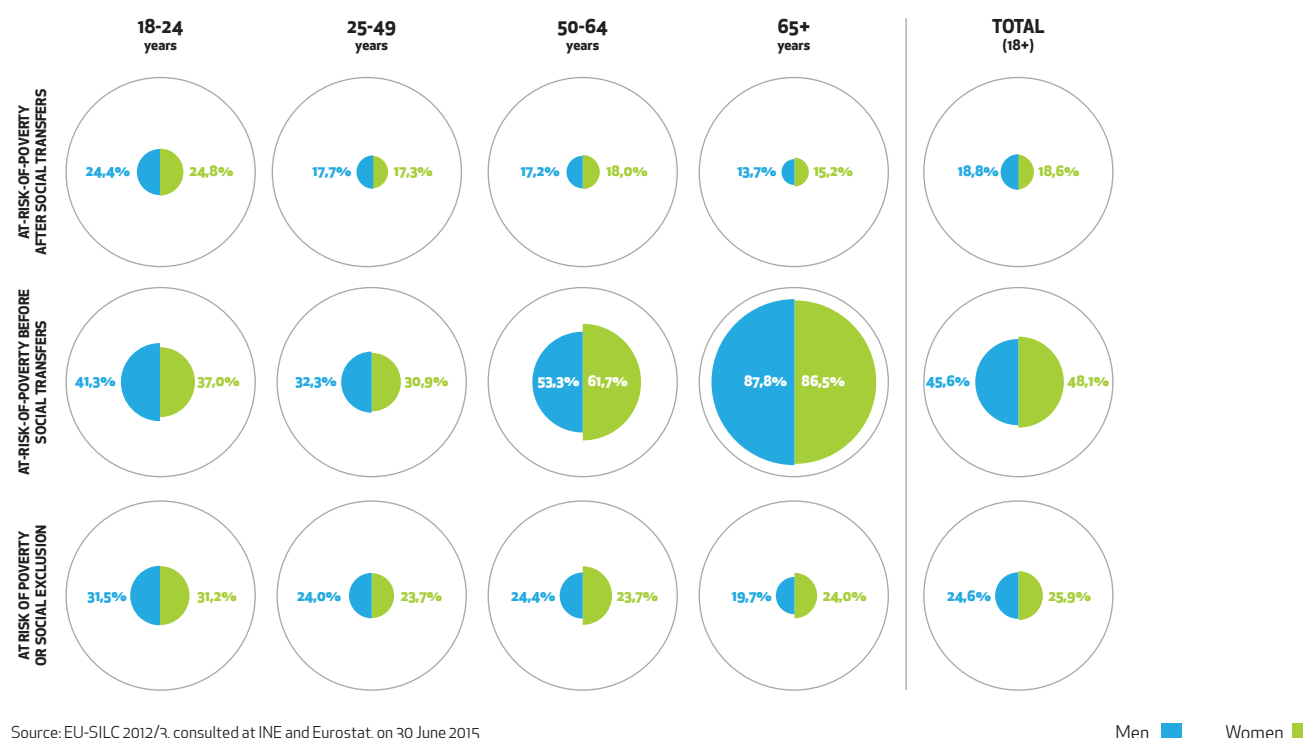 18-24
years
25-49
years
50-64
years
65+
years
TOTAL
(18+)
AT-RISK-OF-POVERTY
AFTER SOCIAL TRANSFERS
24,4%
24,8%
17,7%
17,3%
17,2%
18,0%
13,7%
15,2%
18,8%
18,6%
AT-RISK-OF-POVERTY BEFORE
SOCIAL TRANSFERS
41,3%
37,0%
32,3%
30,9%
53,3%
61,7%
87,8%
86,5%
45,6%
48,1%
AT RISK OF POVERTY
OR SOCIAL EXCLUSION
31,5%
31,2%
24,0%
23,7%
24,4%
23,7%
19,7%
24,0%
24,6%
25,9%
Source: EU-SILC 2012/3, consulted at INE and Eurostat, on 30 June 2015
Men
Women